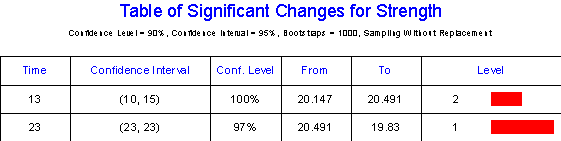 Table of Significant Changes for Strength
Confidence Level = 90%, Confidence Interval = 95%, Bootstaps = 1000, Sampling Without Replacement
Time Confidence Interval Conf. Level From To Level
13 (10, 15) 100% 20.147 20.491 2
23 (23, 23) 97% 20.491 19.83 1